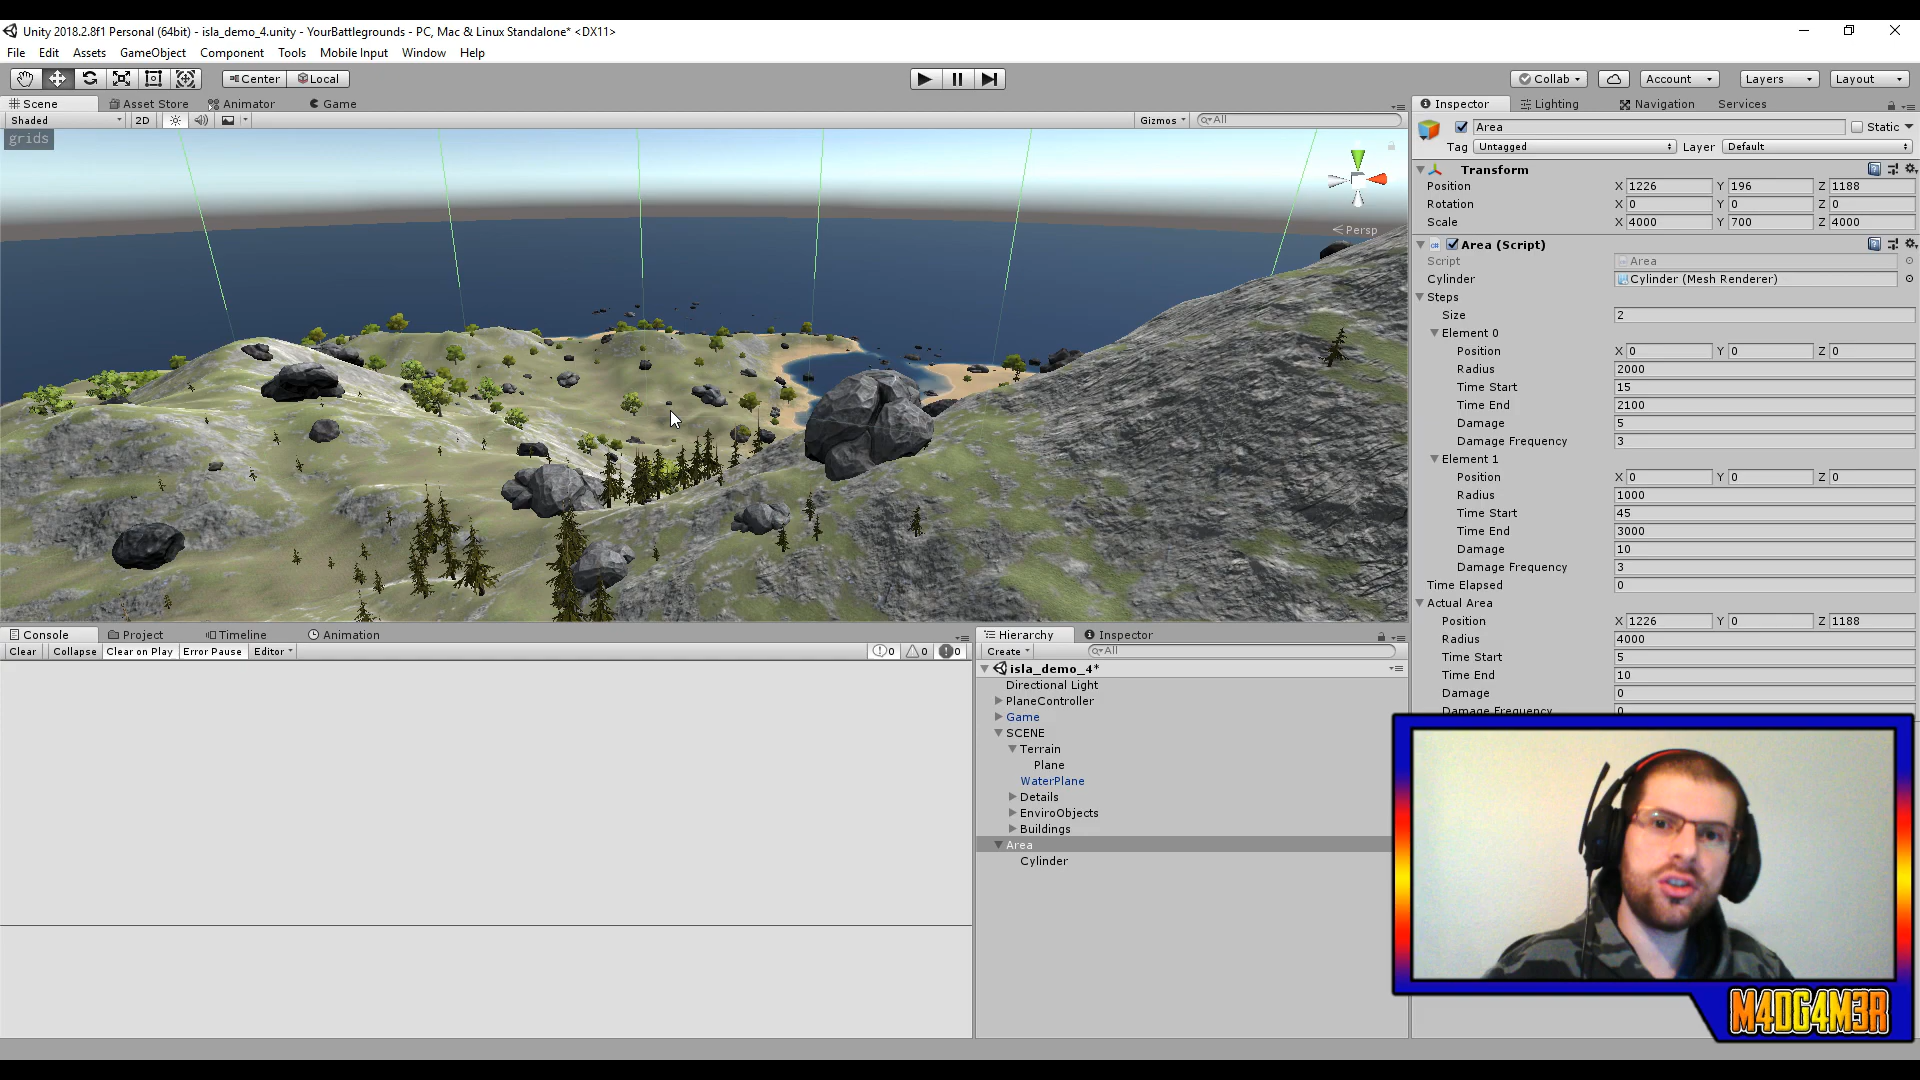 Unity 2018.2.8f1 Personal (64bit) - isla_demo_4.unity - YourBattlegrounds - PC, Mac & Linux Standalone* <DX11>
File Edit Assets GameObject Component Tools Mobile Input Window Help
Center Local Collab Account Layers Layout
Scene Asset Store Animator Game
Shaded 2D Gizmos All
grids
Persp
Inspector Lighting Navigation Services
Area Static
Tag Untagged Layer Default
Transform
Position X 1226 Y 196 Z 1188
Rotation X 0 Y 0 Z 0
Scale X 4000 Y 700 Z 4000
Area (Script)
Script Area
Cylinder Cylinder (Mesh Renderer)
Steps
Size 2
Element 0
Position X 0 Y 0 Z 0
Radius 2000
Time Start 15
Time End 2100
Damage 5
Damage Frequency 3
Element 1
Position X 0 Y 0 Z 0
Radius 1000
Time Start 45
Time End 3000
Damage 10
Damage Frequency 3
Time Elapsed 0
Actual Area
Position X 1226 Y 0 Z 1188
Radius 4000
Time Start 5
Time End 10
Damage 0
Damage Frequency 0
Console Project Timeline Animation
Clear Collapse Clear on Play Error Pause Editor 0 0 0
Hierarchy Inspector
Create All
isla_demo_4*
Directional Light
PlaneController
Game
SCENE
Terrain
Plane
WaterPlane
Details
EnviroObjects
Buildings
Area
Cylinder
M4DG4M3R